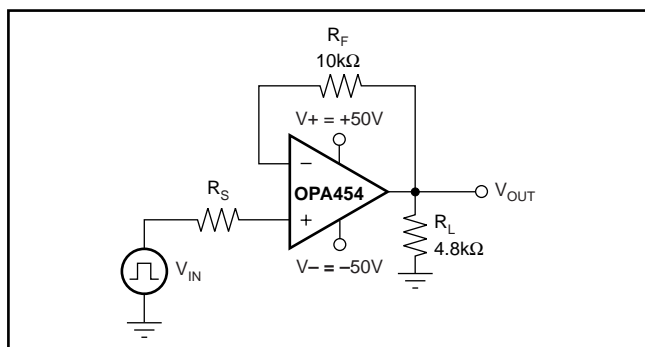 R_F
10kΩ
V+ = +50V
−
OPA454
R_S
+
V_OUT
R_L
4.8kΩ
V_IN
V− = −50V